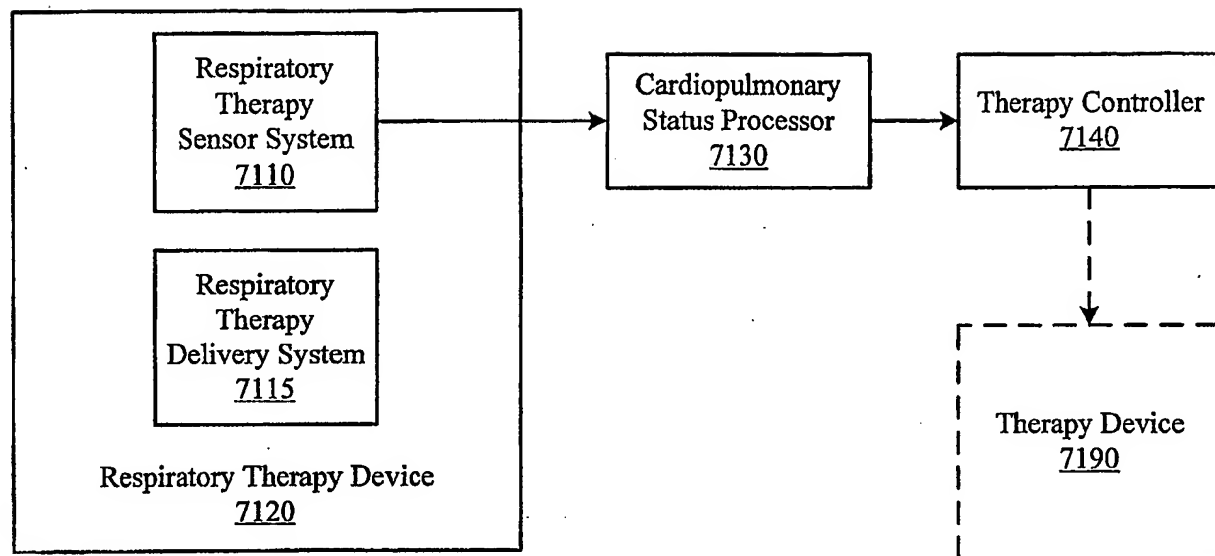 Respiratory
Therapy
Sensor System
7110
Respiratory
Therapy
Delivery System
7115
Respiratory Therapy Device
7120
Cardiopulmonary
Status Processor
7130
Therapy Controller
7140
Therapy Device
7190